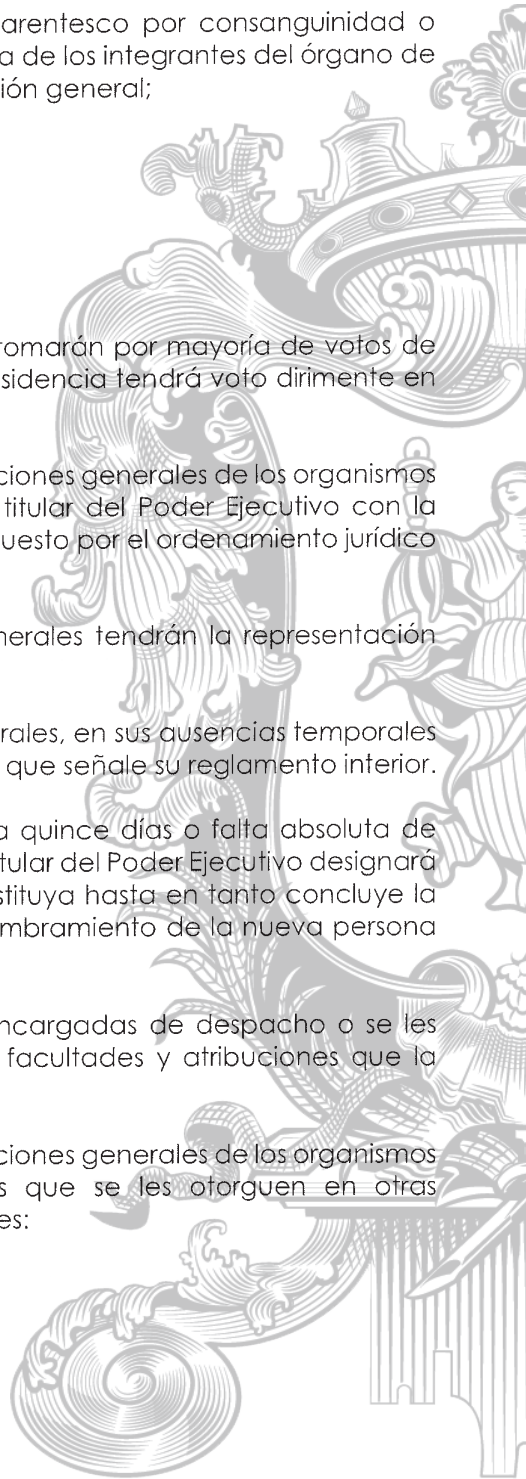 arentesco por consanguinidad o
a de los integrantes del órgano de
ión general;
tomarán por mayoría de votos de
esidencia tendrá voto dirimente en
ciones generales de los organismos
titular del Poder Ejecutivo con la
uesto por el ordenamiento jurídico
nerales tendrán la representación
rales, en sus ausencias temporales
que señale su reglamento interior.
a quince días o falta absoluta de
itular del Poder Ejecutivo designará
stituya hasta en tanto concluye la
mbramiento de la nueva persona
ncargadas de despacho o se les
facultades y atribuciones que la
ciones generales de los organismos
s que se les otorguen en otras
es: